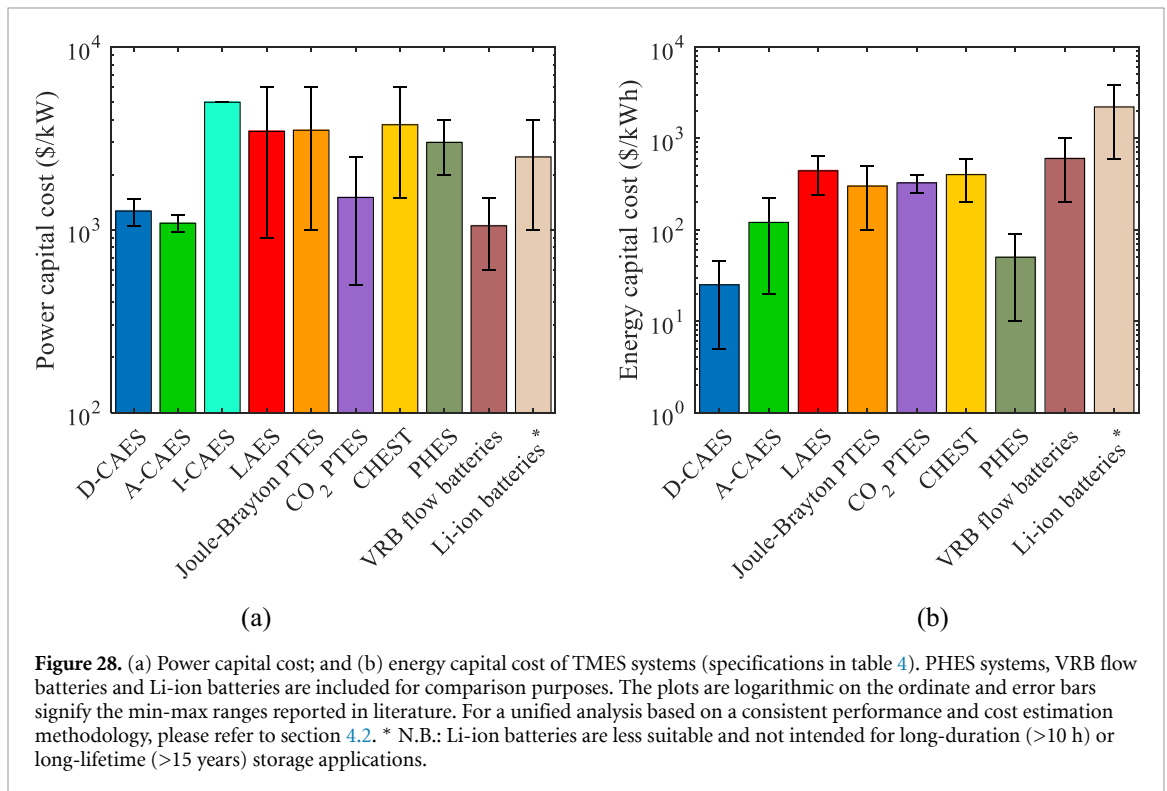 10^4
10^3
10^2
Power capital cost ($/kW)
D-CAES
A-CAES
I-CAES
LAES
Joule-Brayton PTES
CO_2 PTES
CHEST
PHES
VRB flow batteries
Li-ion batteries*
(a)
10^4
10^3
10^2
10^1
10^0
Energy capital cost ($/kWh)
D-CAES
A-CAES
LAES
Joule-Brayton PTES
CO_2 PTES
CHEST
PHES
VRB flow batteries
Li-ion batteries*
(b)
Figure 28. (a) Power capital cost; and (b) energy capital cost of TMES systems (specifications in table 4). PHES systems, VRB flow
batteries and Li-ion batteries are included for comparison purposes. The plots are logarithmic on the ordinate and error bars
signify the min-max ranges reported in literature. For a unified analysis based on a consistent performance and cost estimation
methodology, please refer to section 4.2. * N.B.: Li-ion batteries are less suitable and not intended for long-duration (>10 h) or
long-lifetime (>15 years) storage applications.